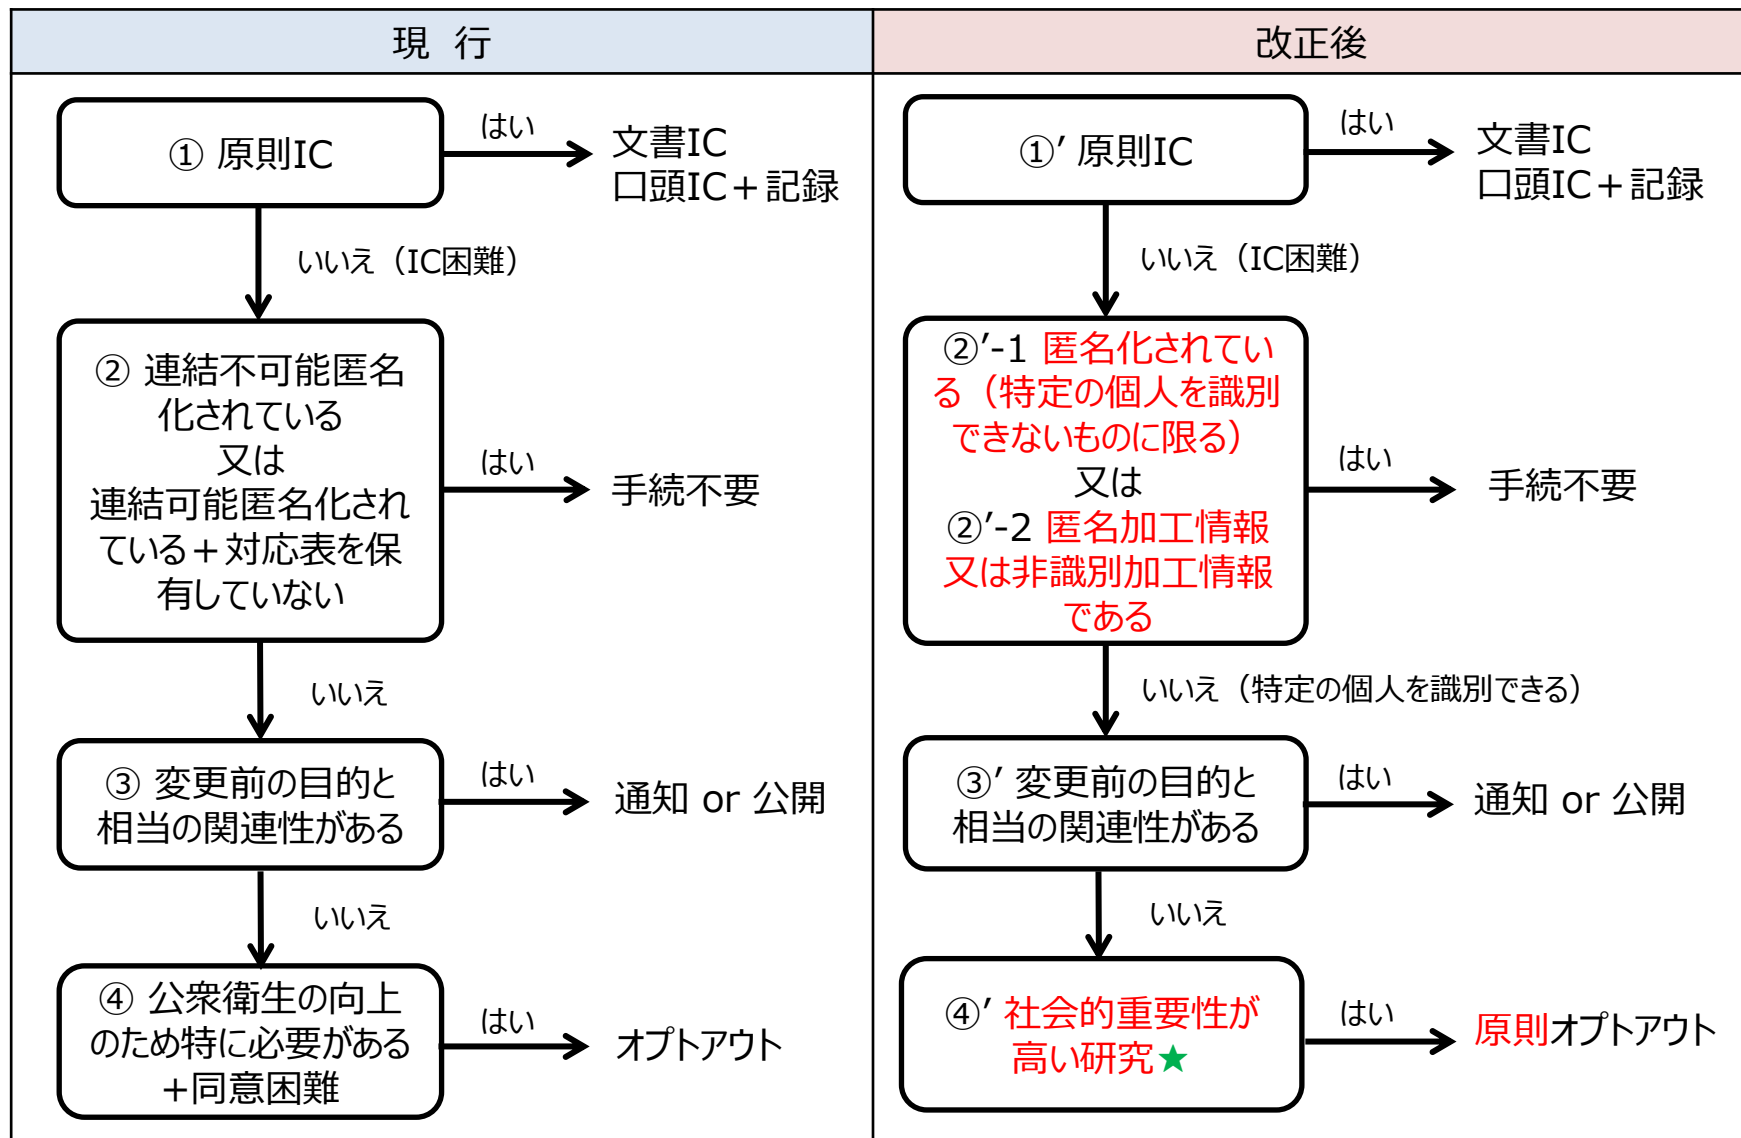 現 行
① 原則IC
はい
文書IC
口頭IC＋記録
いいえ（IC困難）
② 連結不可能匿名
化されている
又は
連結可能匿名化され
ている＋対応表を保
有していない
はい
手続不要
いいえ
③ 変更前の目的と
相当の関連性がある
はい
通知 or 公開
いいえ
④ 公衆衛生の向上
のため特に必要がある
＋同意困難
はい
オプトアウト
改正後
①’ 原則IC
はい
文書IC
口頭IC＋記録
いいえ（IC困難）
②’-1 匿名化されてい
る（特定の個人を識別
できないものに限る）
又は
②’-2 匿名加工情報
又は非識別加工情報
である
はい
手続不要
いいえ（特定の個人を識別できる）
③’ 変更前の目的と
相当の関連性がある
はい
通知 or 公開
いいえ
④’ 社会的重要性が
高い研究★
はい
原則オプトアウト